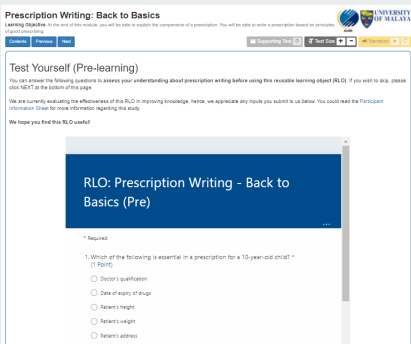 Prescription Writing: Back to Basics
Learning Objective: At the end of this module, you will be able to explain the components of a prescription. You will be able to write a prescription based on principles
of good prescribing.
UNIVERSITY
OF MALAYA
Contents Previous Next
Supporting Text Text Size + - Narration
Test Yourself (Pre-learning)
You can answer the following questions to assess your understanding about prescription writing before using this reusable learning object (RLO). If you wish to skip, please
click NEXT at the bottom of this page.
We are currently evaluating the effectiveness of this RLO in improving knowledge, hence, we appreciate any inputs you submit to us below. You could read the Participant
Information Sheet for more information regarding this study.
We hope you find this RLO useful!
RLO: Prescription Writing - Back to
Basics (Pre)
...
* Required
1. Which of the following is essential in a prescription for a 10-year-old child? *
(1 Point)
Doctor's qualification
Date of expiry of drugs
Patient's height
Patient's weight
Patient's address